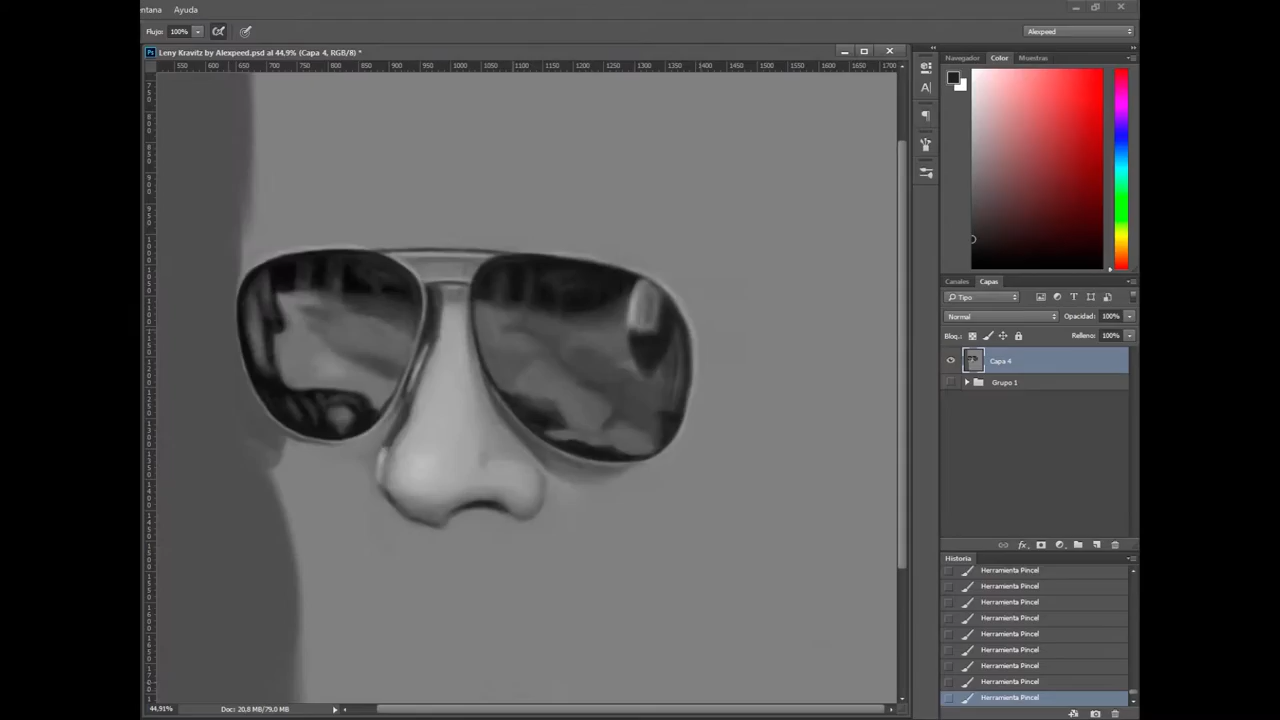 entana Ayuda
Flujo: 100% Alexpeed
Leny Kravitz by Alexpeed.psd al 44,9% (Capa 4, RGB/8) *
550 600 650 700 750 800 850 900 950 1000 1050 1100 1150 1200 1250 1300 1350 1400 1450 1500 1550 1600 1650 1700
Navegador Color Muestras
Canales Capas
Tipo
Normal Opacidad: 100%
Bloq.: Relleno: 100%
Capa 4
Grupo 1
Historia
Herramienta Pincel
Herramienta Pincel
Herramienta Pincel
Herramienta Pincel
Herramienta Pincel
Herramienta Pincel
Herramienta Pincel
Herramienta Pincel
Herramienta Pincel
44,91% Doc: 20,8 MB/79,0 MB